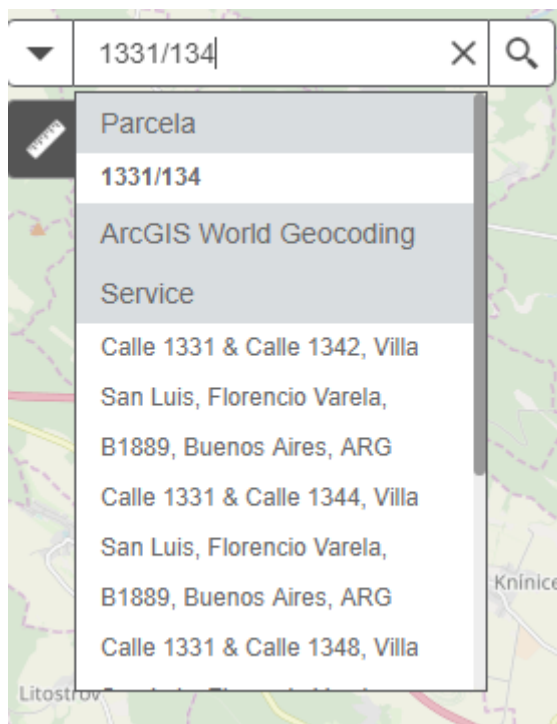 1331/134
Parcela
1331/134
ArcGIS World Geocoding
Service
Calle 1331 & Calle 1342, Villa
San Luis, Florencio Varela,
B1889, Buenos Aires, ARG
Calle 1331 & Calle 1344, Villa
San Luis, Florencio Varela,
B1889, Buenos Aires, ARG
Calle 1331 & Calle 1348, Villa
Knínice
Litostrov